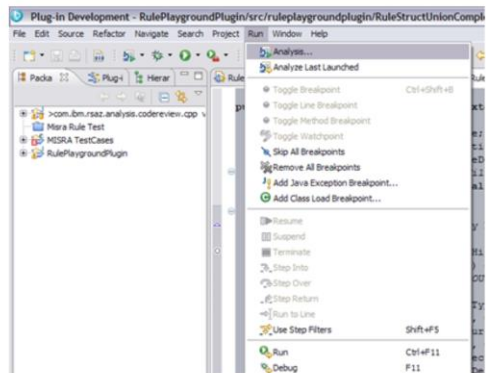 Plug-in Development - RulePlaygroundPlugin/src/ruleplaygroundplugin/RuleStructUnionCompl
File Edit Source Refactor Navigate Search Project Run Window Help
Packa Plug-i Hierar Rule
>com.ibm.rsaz.analysis.codereview.cpp
Misra Rule Test
MISRA TestCases
RulePlaygroundPlugin
Analysis...
Analyze Last Launched
Toggle Breakpoint Ctrl+Shift+B
Toggle Line Breakpoint
Toggle Method Breakpoint
Toggle Watchpoint
Skip All Breakpoints
Remove All Breakpoints
Add Java Exception Breakpoint...
Add Class Load Breakpoint...
Resume
Suspend
Terminate
Step Into
Step Over
Step Return
Run to Line
Use Step Filters Shift+F5
Run Ctrl+F11
Debug F11